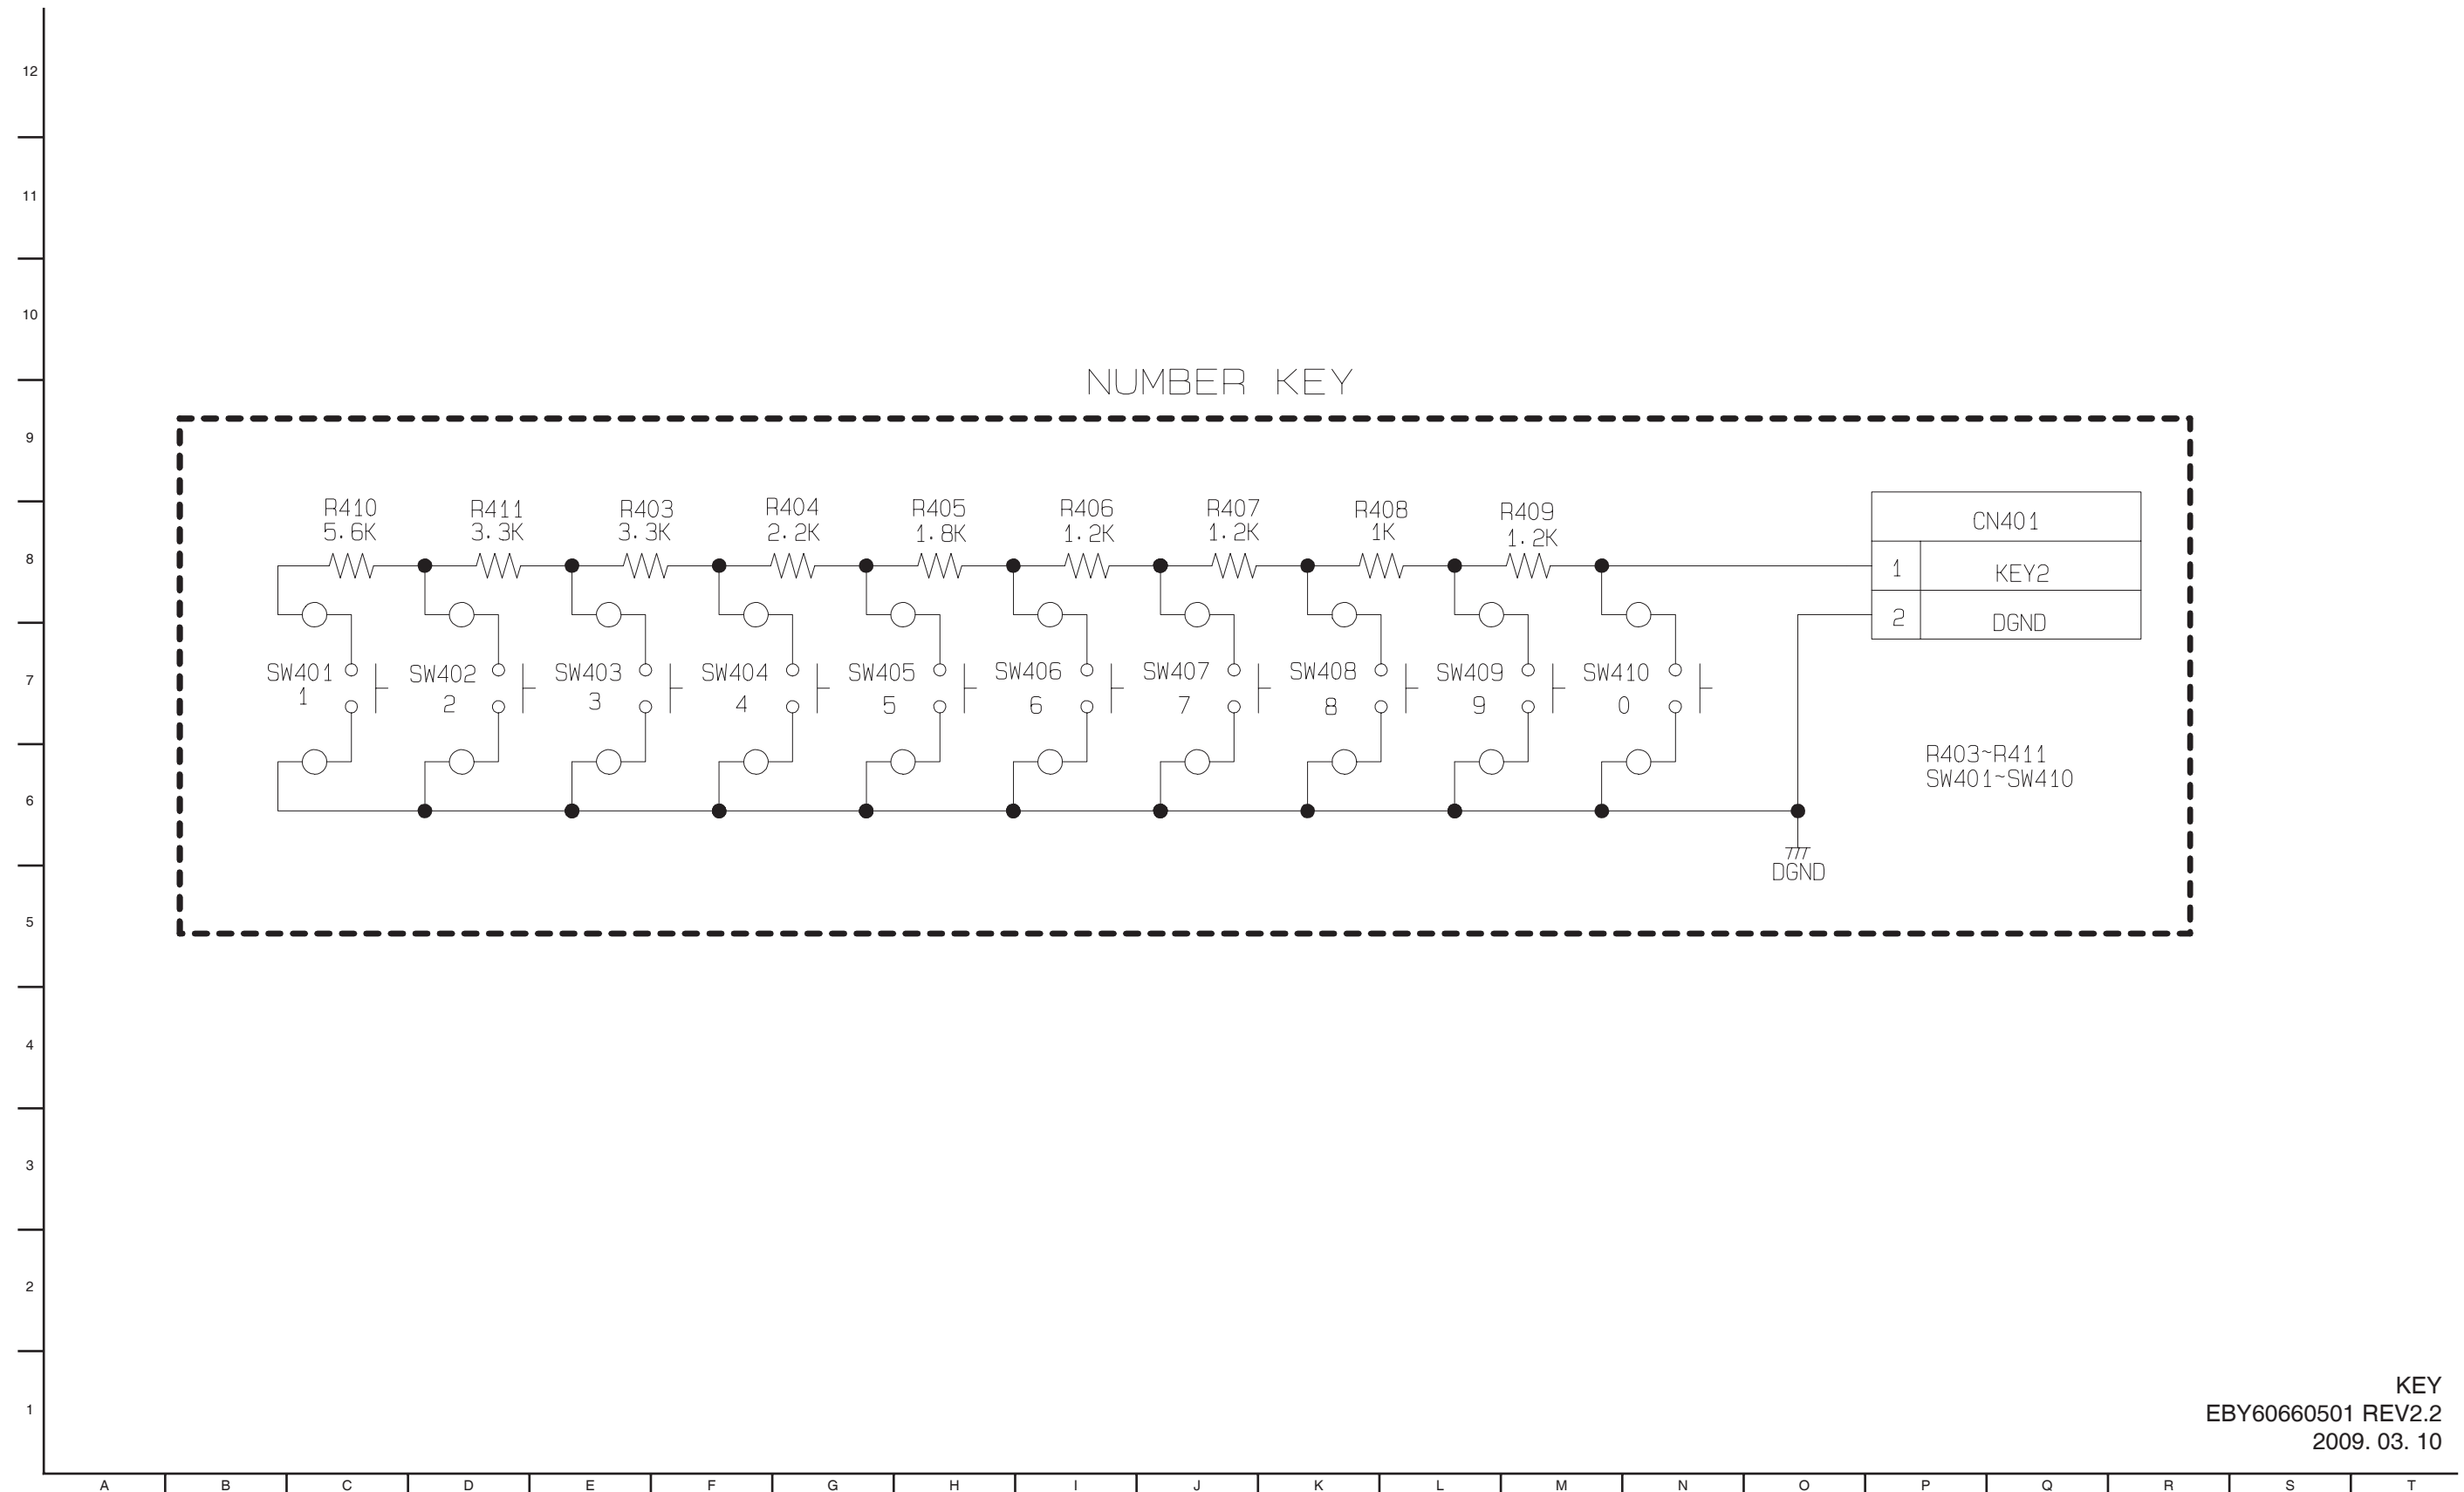 12
11
10
9
8
7
6
5
4
3
2
1
NUMBER KEY
R410
5.6K
R411
3.3K
R403
3.3K
R404
2.2K
R405
1.8K
R406
1.2K
R407
1.2K
R408
1K
R409
1.2K
CN401
1 KEY2
2 DGND
SW401
1
SW402
2
SW403
3
SW404
4
SW405
5
SW406
6
SW407
7
SW408
8
SW409
9
SW410
0
R403~R411
SW401~SW410
DGND
KEY
EBY60660501 REV2.2
2009. 03. 10
A B C D E F G H I J K L M N O P Q R S T